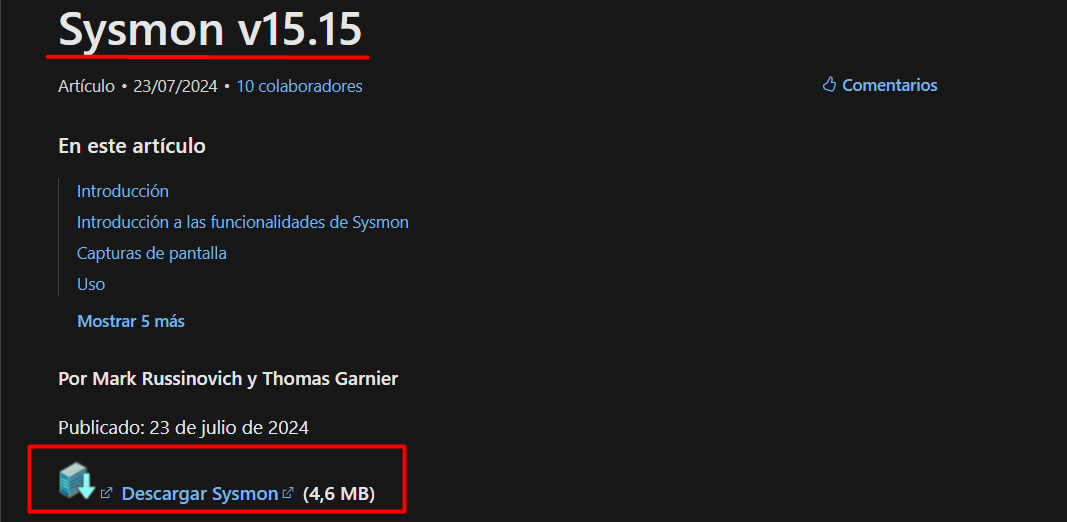 Sysmon v15.15
Artículo • 23/07/2024 • 10 colaboradores
Comentarios
En este artículo
Introducción
Introducción a las funcionalidades de Sysmon
Capturas de pantalla
Uso
Mostrar 5 más
Por Mark Russinovich y Thomas Garnier
Publicado: 23 de julio de 2024
Descargar Sysmon (4,6 MB)